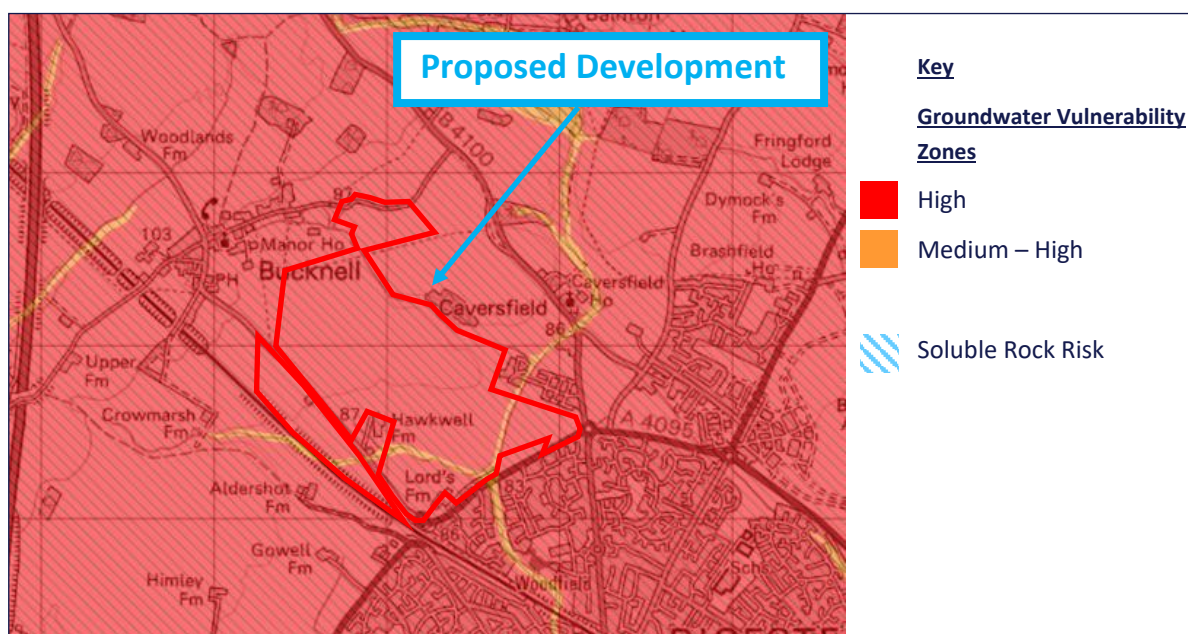 Proposed Development
Key
Groundwater Vulnerability
Zones
High
Medium – High
Soluble Rock Risk
Woodlands
Fm
B 4100
Fringford
Lodge
Dymock's
Fm
103
Manor Ho
Bucknell
PH
Brashfield
Ho
Caversfield
Caversfield
Ho
86
Upper
Fm
Crowmarsh
Fm
87
Hawkwell
Fm
A 4095
Lord's
Fm
83
Aldershot
Fm
86
Gowell
Fm
Himley
Fm
Woodfield
Schs